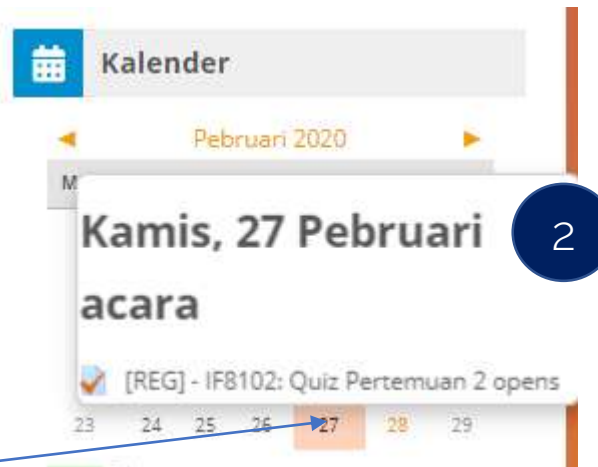 Kalender
Pebruari 2020
M
Kamis, 27 Pebruari
acara
2
[REG] - IF8102: Quiz Pertemuan 2 opens
23 24 25 26 27 28 29